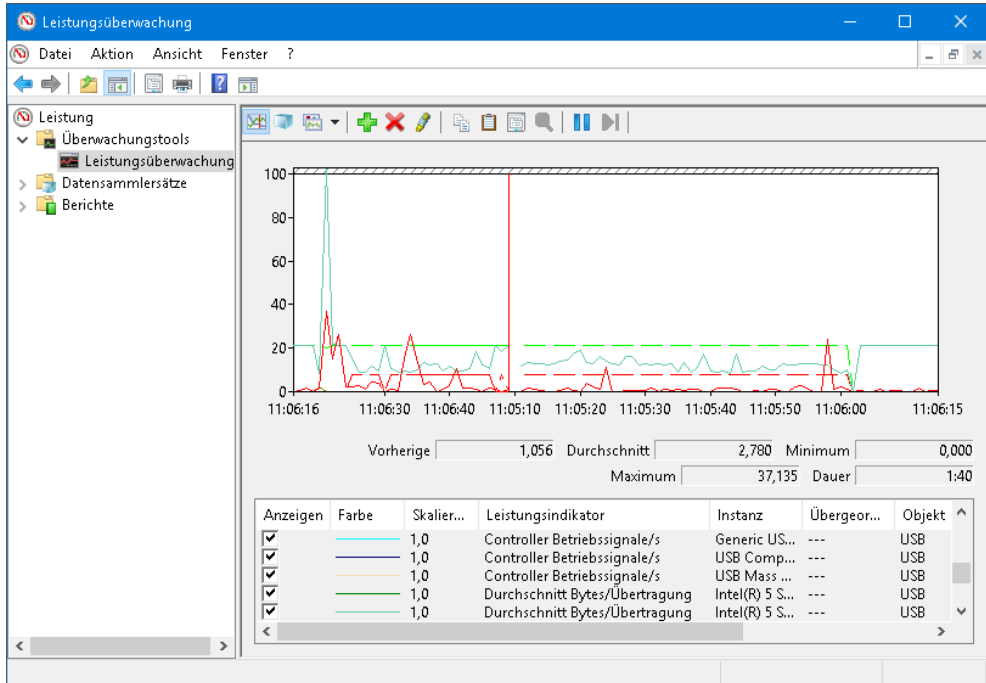 Leistungsüberwachung
Datei Aktion Ansicht Fenster ?
Leistung
Überwachungstools
Leistungsüberwachung
Datensammlersätze
Berichte
100
80
60
40
20
0
11:06:16 11:06:30 11:06:40 11:05:10 11:05:20 11:05:30 11:05:40 11:05:50 11:06:00 11:06:15
Vorherige 1,056 Durchschnitt 2,780 Minimum 0,000
Maximum 37,135 Dauer 1:40
Anzeigen Farbe Skalier... Leistungsindikator Instanz Übergeor... Objekt
1,0 Controller Betriebssignale/s Generic US... --- USB
1,0 Controller Betriebssignale/s USB Comp... --- USB
1,0 Controller Betriebssignale/s USB Mass ... --- USB
1,0 Durchschnitt Bytes/Übertragung Intel(R) 5 S... --- USB
1,0 Durchschnitt Bytes/Übertragung Intel(R) 5 S... --- USB